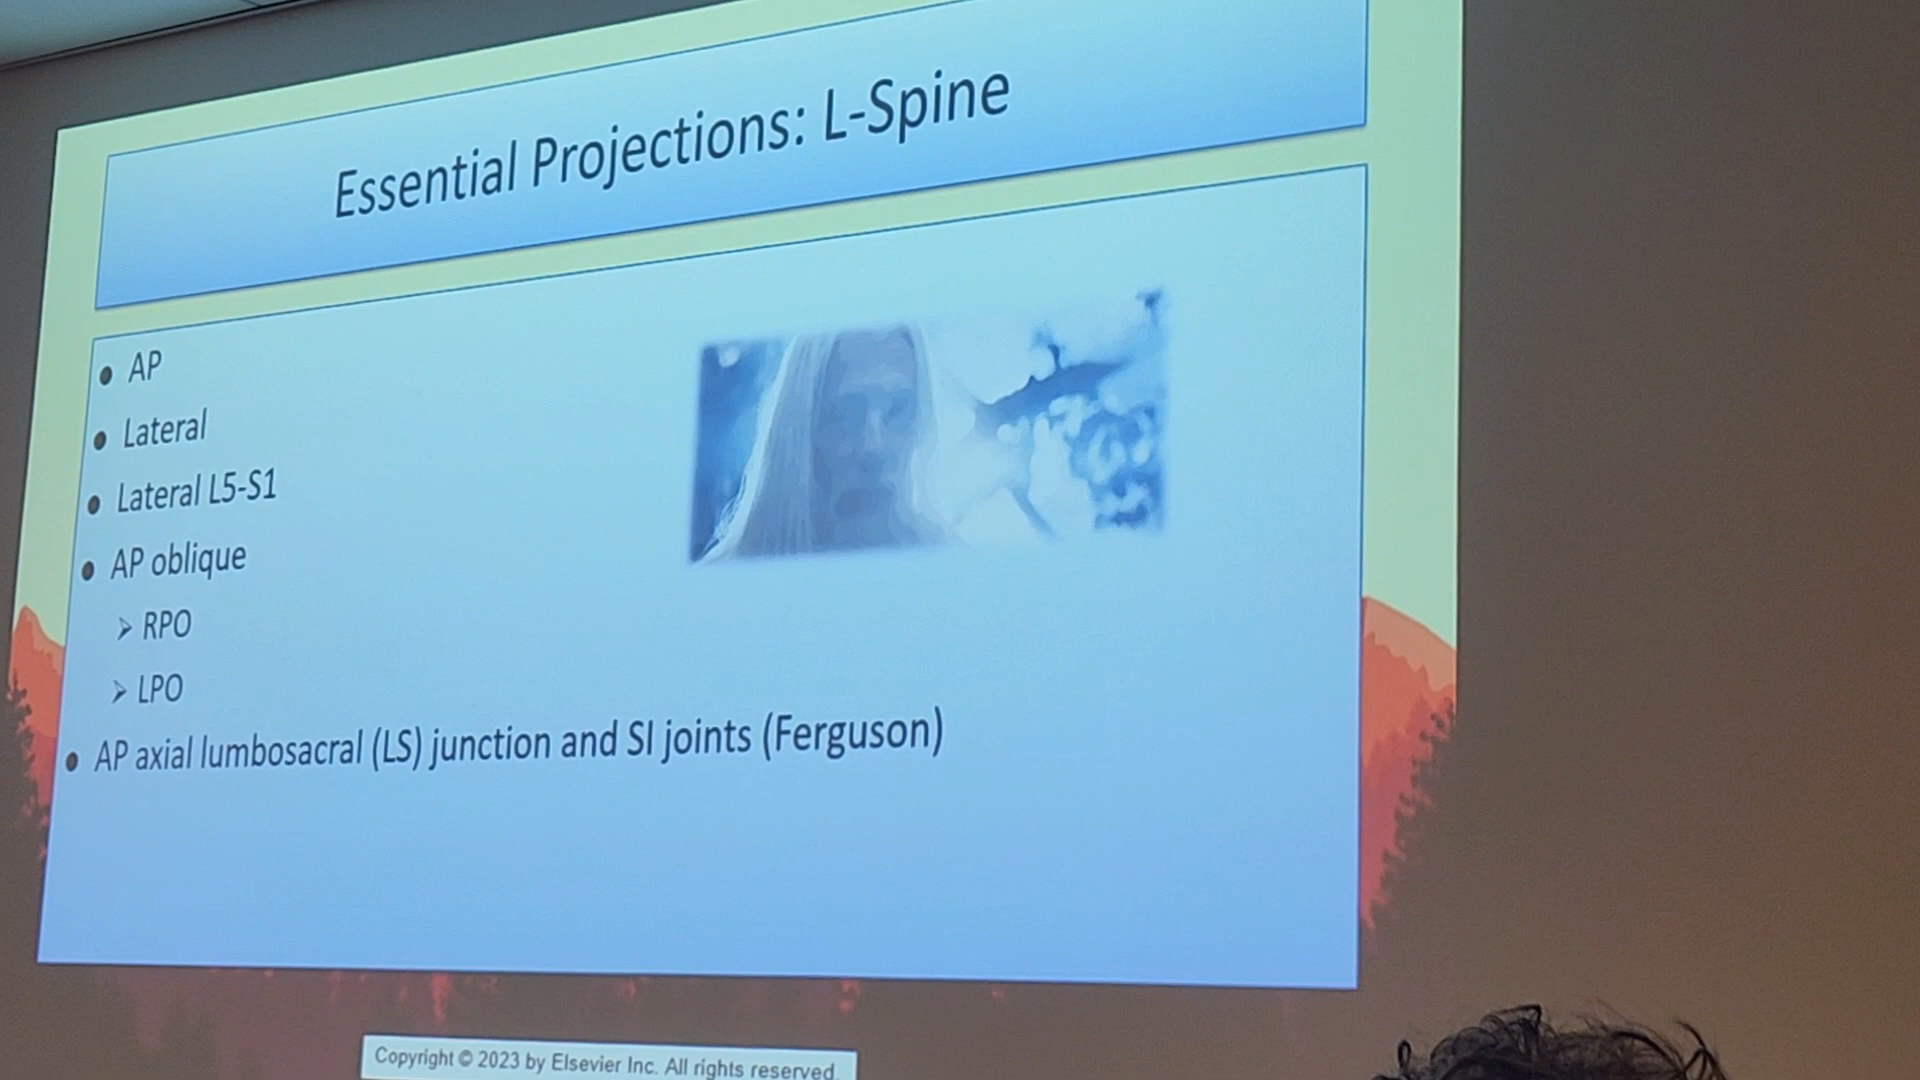 Essential Projections: L-Spine
• AP
• Lateral
• Lateral L5-S1
• AP oblique
➢ RPO
➢ LPO
• AP axial lumbosacral (LS) junction and SI joints (Ferguson)
Copyright © 2023 by Elsevier Inc. All rights reserved.